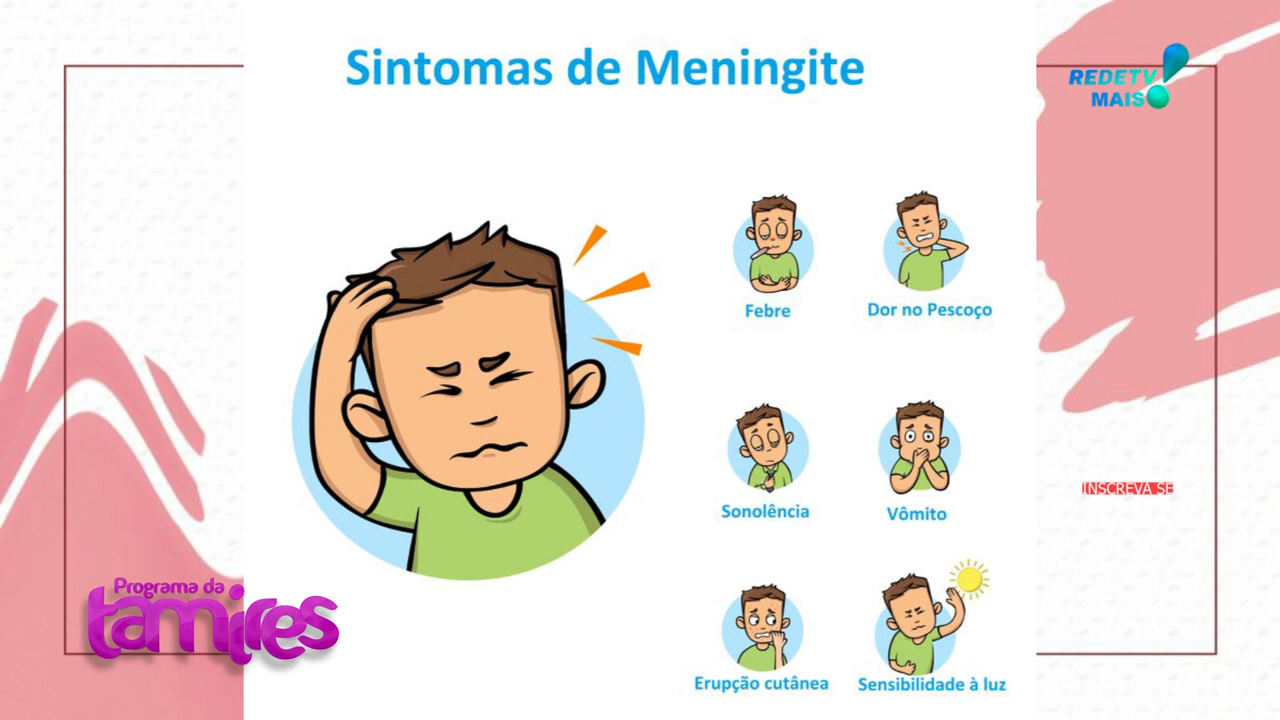 Sintomas de Meningite
REDETV
MAIS
Febre
Dor no Pescoço
INSCREVA SE
Sonolência
Vômito
Programa da
tamires
Erupção cutânea
Sensibilidade à luz